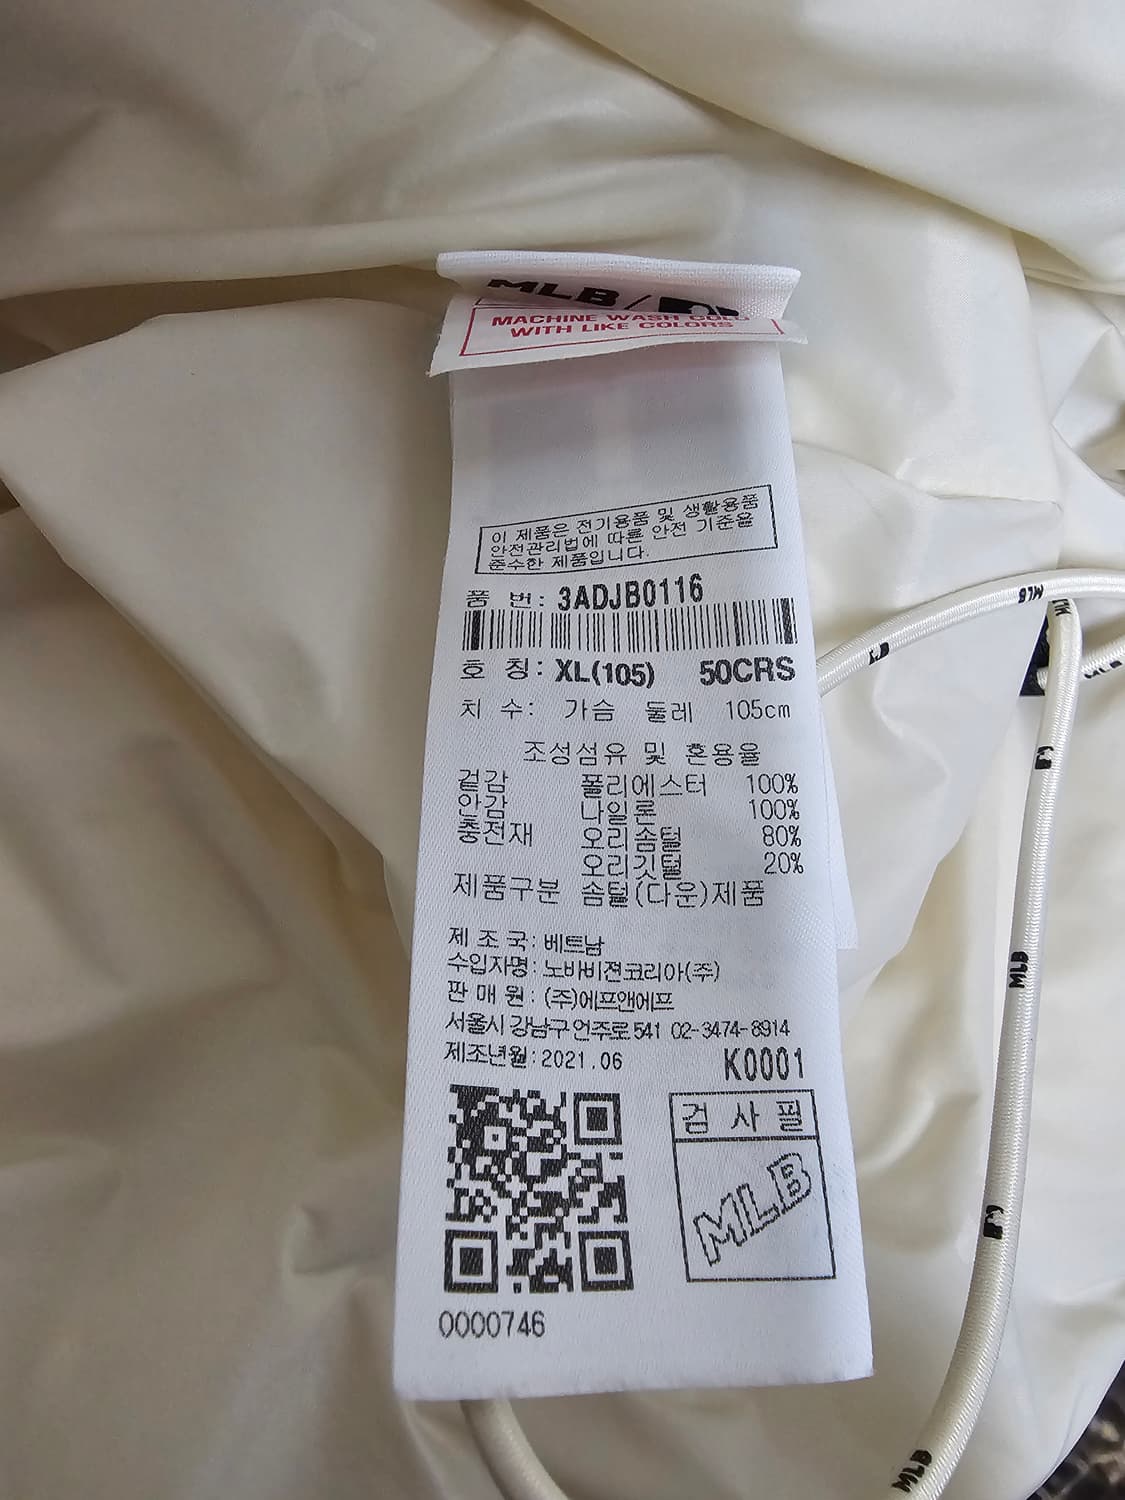 MLB/
MACHINE WASH COLD
WITH LIKE COLORS
이 제품은 전기용품 및 생활용품
안전관리법에 따른 안전 기준을
준수한 제품입니다.
품 번: 3ADJB0116
호 칭: XL(105) 50CRS
치 수: 가슴 둘레 105cm
조성섬유 및 혼용율
겉감 폴리에스터 100%
안감 나일론 100%
충전재 오리솜털 80%
오리깃털 20%
제품구분 솜털(다운)제품
제 조 국: 베트남
수입자명: 노바비젼코리아(주)
판 매 원: (주)에프앤에프
서울시 강남구 언주로 541 02-3474-8914
제조년월: 2021.06 K0001
검 사 필
MLB
0000746
MLB
MLB
MLB
MLB